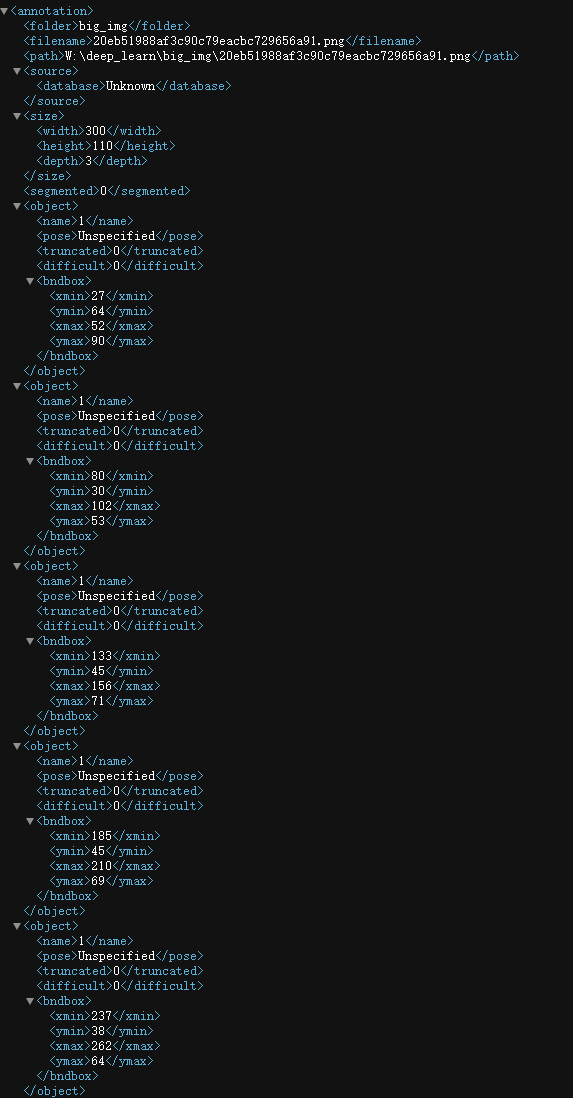 <annotation>
<folder>big_img</folder>
<filename>20eb51988af3c90c79eacbc729656a91.png</filename>
<path>W:\deep_learn\big_img\20eb51988af3c90c79eacbc729656a91.png</path>
<source>
<database>Unknown</database>
</source>
<size>
<width>300</width>
<height>110</height>
<depth>3</depth>
</size>
<segmented>0</segmented>
<object>
<name>1</name>
<pose>Unspecified</pose>
<truncated>0</truncated>
<difficult>0</difficult>
<bndbox>
<xmin>27</xmin>
<ymin>64</ymin>
<xmax>52</xmax>
<ymax>90</ymax>
</bndbox>
</object>
<object>
<name>1</name>
<pose>Unspecified</pose>
<truncated>0</truncated>
<difficult>0</difficult>
<bndbox>
<xmin>80</xmin>
<ymin>30</ymin>
<xmax>102</xmax>
<ymax>53</ymax>
</bndbox>
</object>
<object>
<name>1</name>
<pose>Unspecified</pose>
<truncated>0</truncated>
<difficult>0</difficult>
<bndbox>
<xmin>133</xmin>
<ymin>45</ymin>
<xmax>156</xmax>
<ymax>71</ymax>
</bndbox>
</object>
<object>
<name>1</name>
<pose>Unspecified</pose>
<truncated>0</truncated>
<difficult>0</difficult>
<bndbox>
<xmin>185</xmin>
<ymin>45</ymin>
<xmax>210</xmax>
<ymax>69</ymax>
</bndbox>
</object>
<object>
<name>1</name>
<pose>Unspecified</pose>
<truncated>0</truncated>
<difficult>0</difficult>
<bndbox>
<xmin>237</xmin>
<ymin>38</ymin>
<xmax>262</xmax>
<ymax>64</ymax>
</bndbox>
</object>